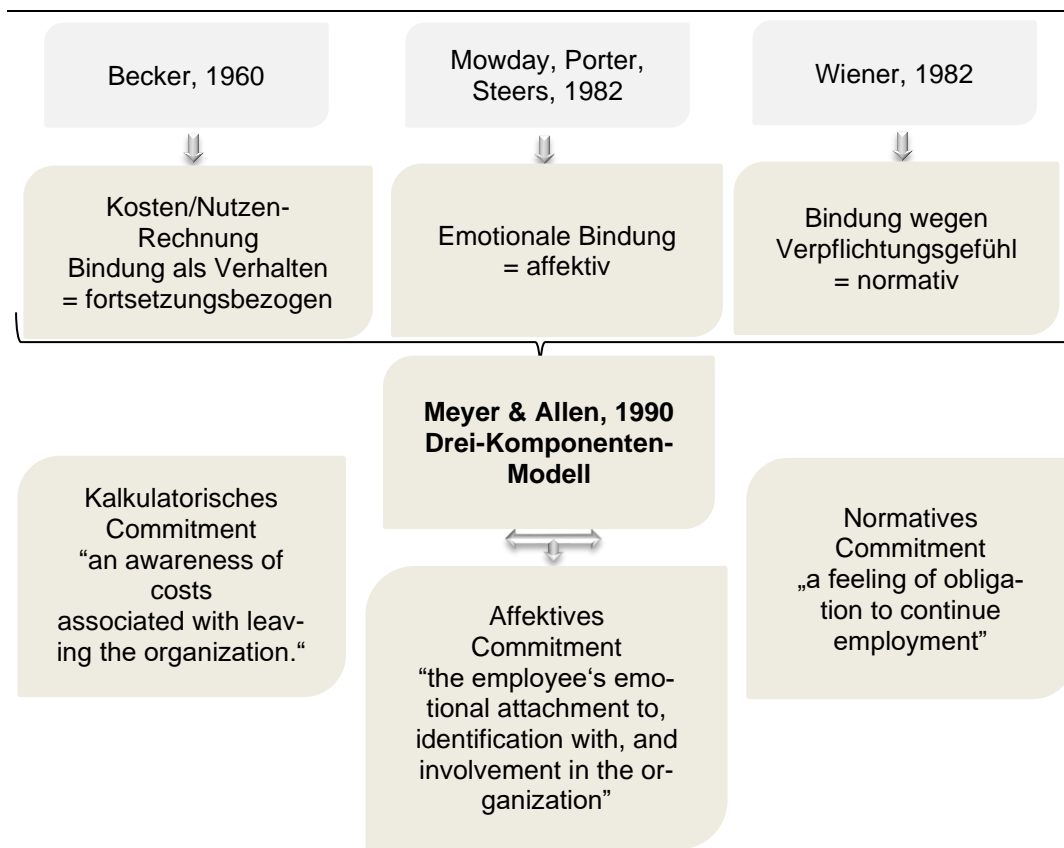 Becker, 1960
Mowday, Porter,
Steers, 1982
Wiener, 1982
Kosten/Nutzen-
Rechnung
Bindung als Verhalten
= fortsetzungsbezogen
Emotionale Bindung
= affektiv
Bindung wegen
Verpflichtungsgefühl
= normativ
Meyer & Allen, 1990
Drei-Komponenten-
Modell
Kalkulatorisches
Commitment
“an awareness of
costs
associated with leav-
ing the organization.“
Affektives
Commitment
“the employee‘s emo-
tional attachment to,
identification with, and
involvement in the or-
ganization”
Normatives
Commitment
„a feeling of obliga-
tion to continue
employment”